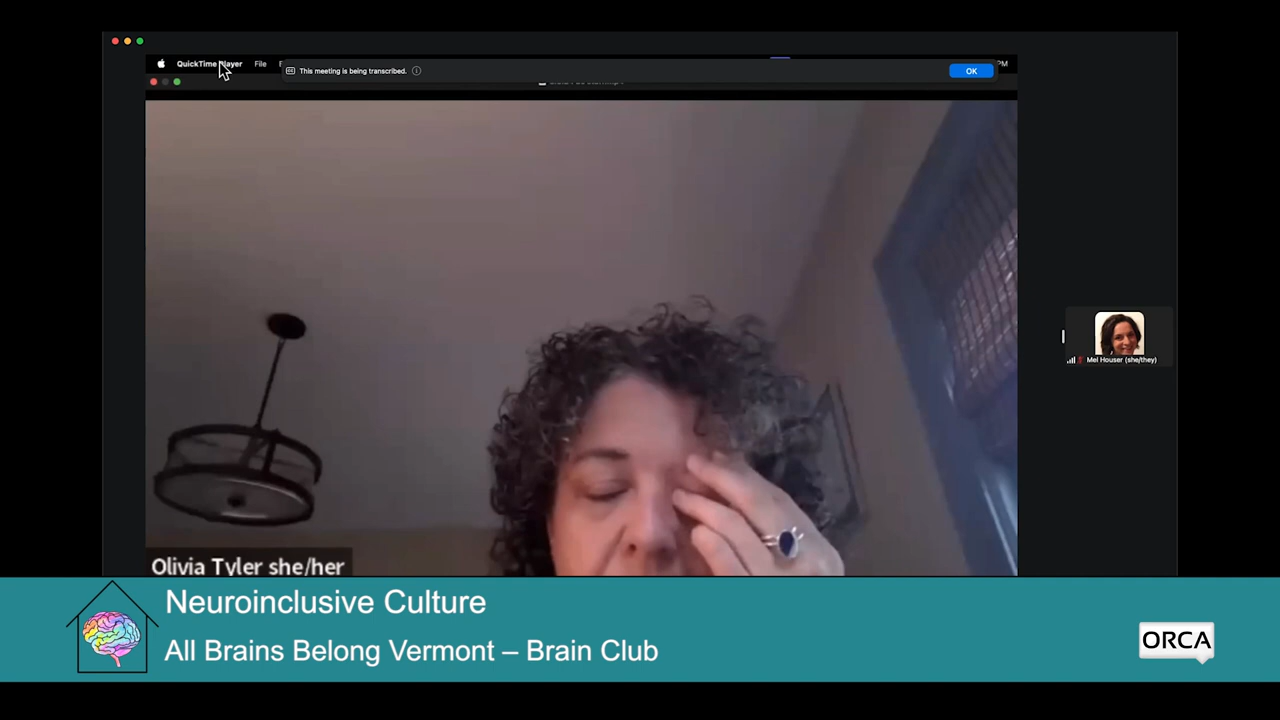 QuickTime Player File
PM
This meeting is being transcribed.
OK
Mel Houser (she/they)
Olivia Tyler she/her
Neuroinclusive Culture
All Brains Belong Vermont – Brain Club
ORCA